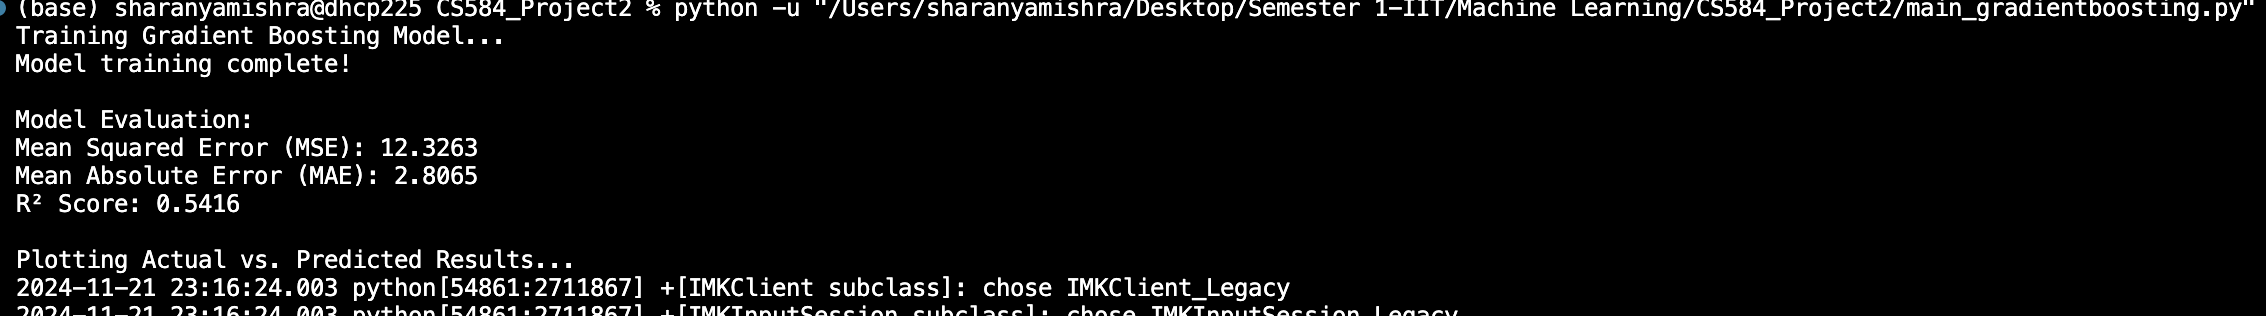 (base) sharanyamishra@dhcp225 CS584_Project2 % python -u "/Users/sharanyamishra/Desktop/Semester 1-IIT/Machine Learning/CS584_Project2/main_gradientboosting.py"
Training Gradient Boosting Model...
Model training complete!
Model Evaluation:
Mean Squared Error (MSE): 12.3263
Mean Absolute Error (MAE): 2.8065
R² Score: 0.5416
Plotting Actual vs. Predicted Results...
2024-11-21 23:16:24.003 python[54861:2711867] +[IMKClient subclass]: chose IMKClient_Legacy
2024-11-21 23:16:24.003 python[54861:2711867] +[IMKInputSession subclass]: chose IMKInputSession_Legacy